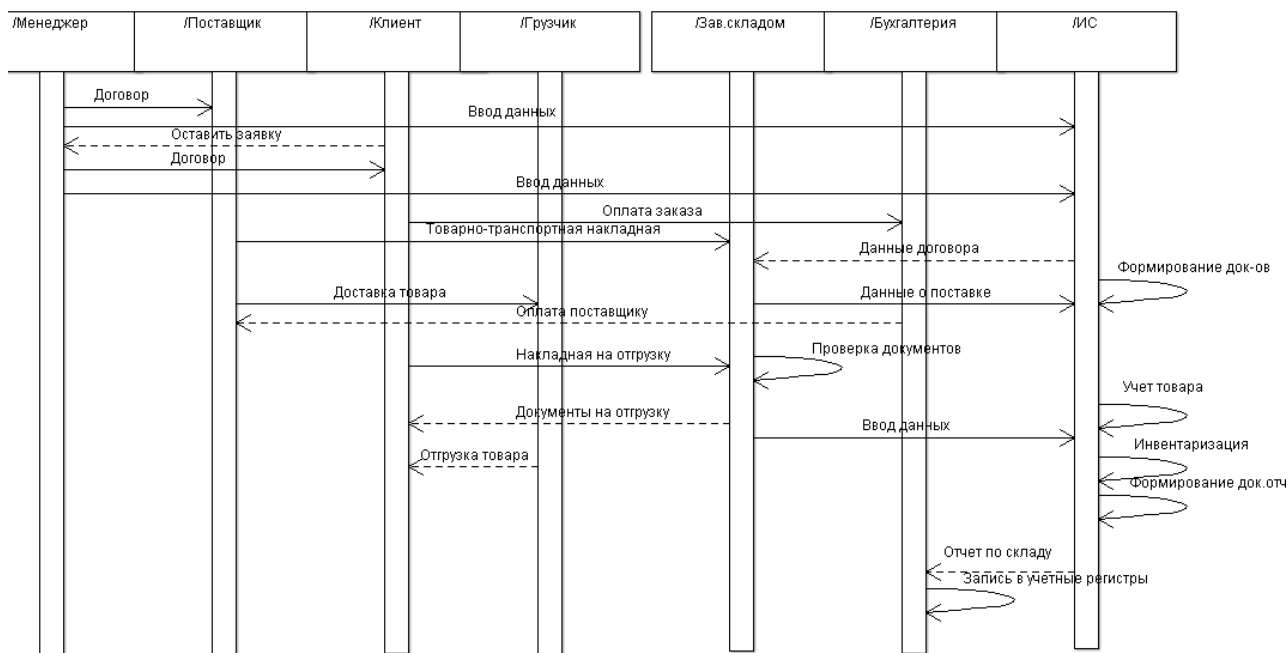 /Менеджер
/Поставщик
/Клиент
/Грузчик
/Зав.складом
/Бухгалтерия
/ИС
Договор
Ввод данных
Оставить заявку
Договор
Ввод данных
Оплата заказа
Товарно-транспортная накладная
Данные договора
Формирование док-ов
Доставка товара
Данные о поставке
Оплата поставщику
Проверка документов
Накладная на отгрузку
Учет товара
Документы на отгрузку
Ввод данных
Инвентаризация
Отгрузка товара
Формирование док.отч
Отчет по складу
Запись в учетные регистры